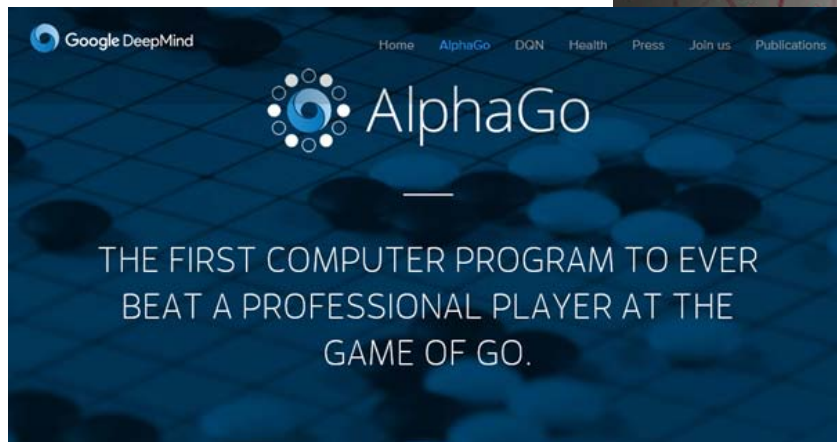 Google DeepMind
Home AlphaGo DQN Health Press Join us Publications
AlphaGo
THE FIRST COMPUTER PROGRAM TO EVER
BEAT A PROFESSIONAL PLAYER AT THE
GAME OF GO.